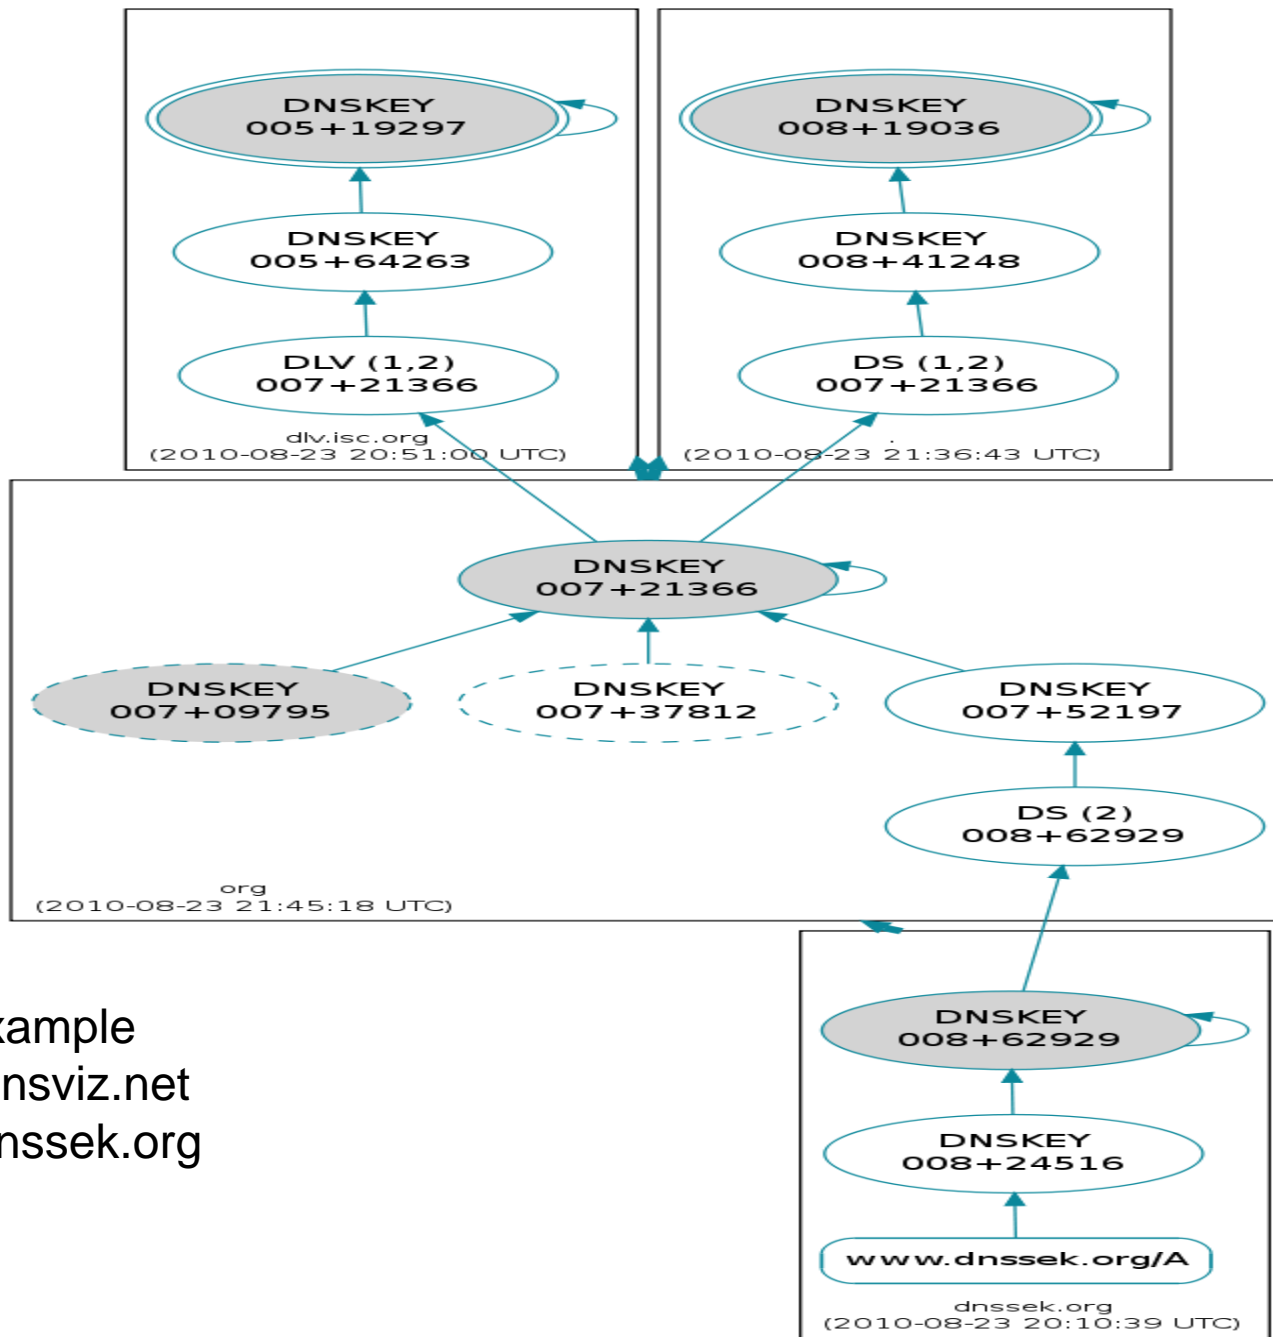 DNSKEY
005+19297
DNSKEY
005+64263
DLV (1,2)
007+21366
dlv.isc.org
(2010-08-23 20:51:00 UTC)
DNSKEY
008+19036
DNSKEY
008+41248
DS (1,2)
007+21366
.
(2010-08-23 21:36:43 UTC)
DNSKEY
007+21366
DNSKEY
007+09795
DNSKEY
007+37812
DNSKEY
007+52197
DS (2)
008+62929
org
(2010-08-23 21:45:18 UTC)
xample
nsviz.net
nssek.org
DNSKEY
008+62929
DNSKEY
008+24516
www.dnssek.org/A
dnssek.org
(2010-08-23 20:10:39 UTC)